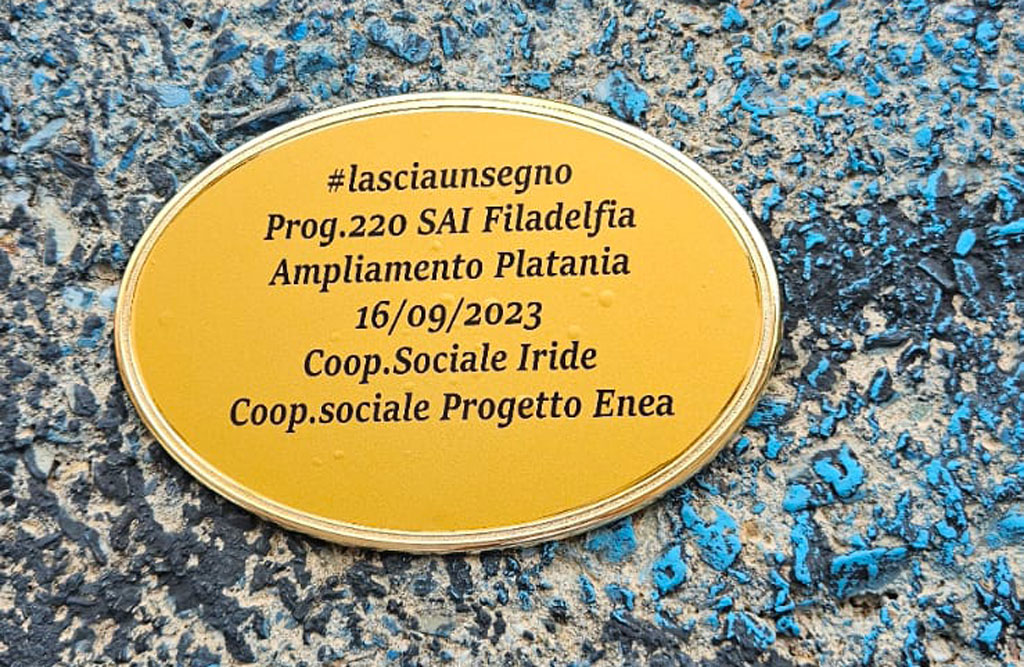 #lasciaunsegno
Prog.220 SAI Filadelfia
Ampliamento Platania
16/09/2023
Coop.Sociale Iride
Coop.sociale Progetto Enea